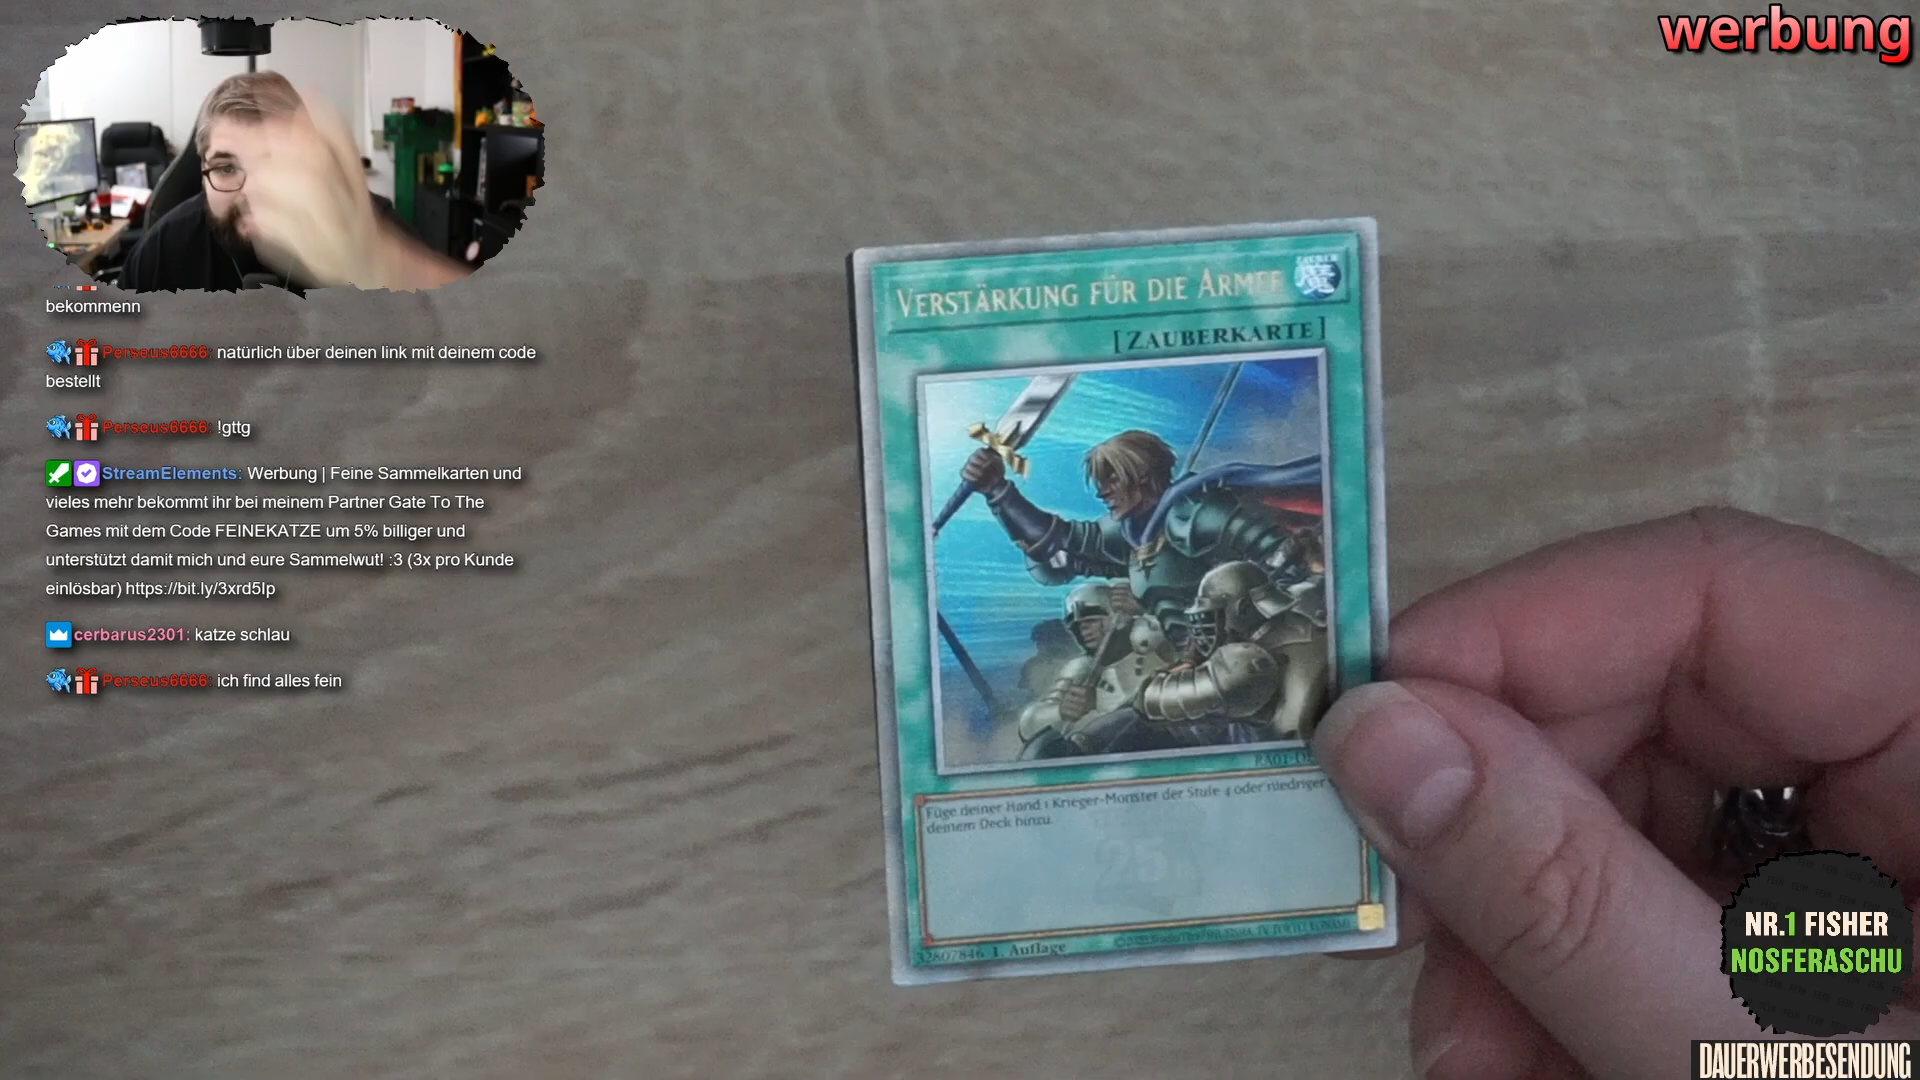 werbung
bekommenn
Perseus6666: natürlich über deinen link mit deinem code
bestellt
Perseus6666: !gttg
StreamElements: Werbung | Feine Sammelkarten und
vieles mehr bekommt ihr bei meinem Partner Gate To The
Games mit dem Code FEINEKATZE um 5% billiger und
unterstützt damit mich und eure Sammelwut! :3 (3x pro Kunde
einlösbar) https://bit.ly/3xrd5Ip
cerbarus2301: katze schlau
Perseus6666: ich find alles fein
VERSTÄRKUNG FÜR DIE ARMEE
[ZAUBERKARTE]
Füge deiner Hand 1 Krieger-Monster der Stufe 4 oder niedriger
deinem Deck hinzu.
25
32807846 1. Auflage
NR.1 FISHER
NOSFERASCHU
DAUERWERBESENDUNG